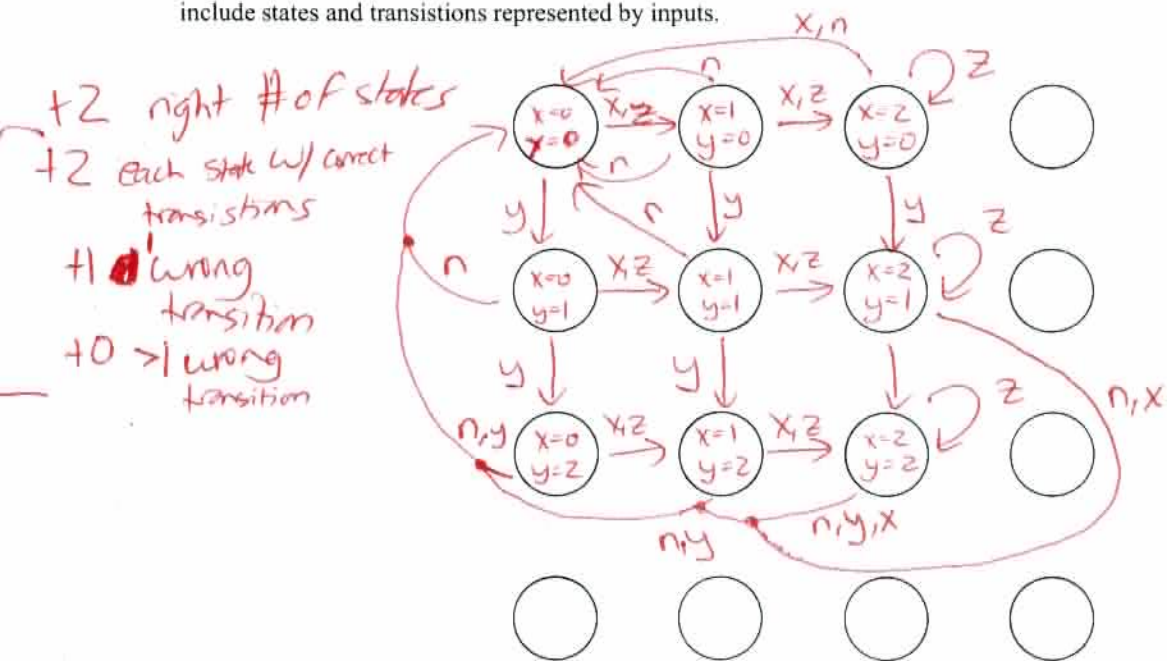 include states and transistions represented by inputs.
+2 right # of states
+2 each state w/ correct
transistions
+1 1 wrong
transition
+0 >1 wrong
transition
x,n
n
z
x=0
y=0
x,z
x=1
y=0
x,z
x=2
y=0
n
y
n
y
y
z
n
x=0
y=1
x,z
x=1
y=1
x,z
x=2
y=1
y
y
z
n,x
n,y
x=0
y=2
x,z
x=1
y=2
x,z
x=2
y=2
n,y
n,y,x